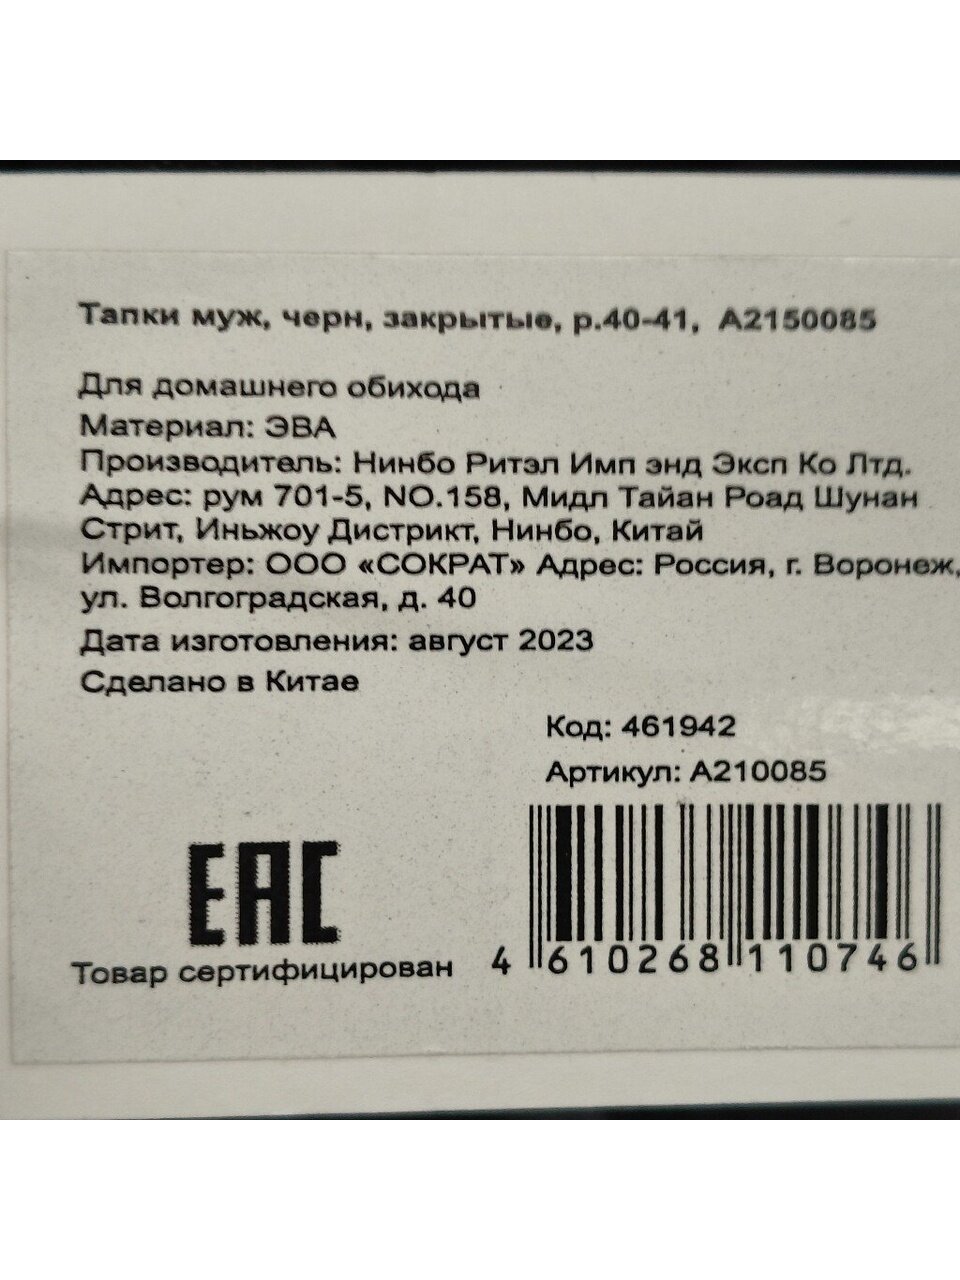 Тапки муж, черн, закрытые, р.40-41, А2150085
Для домашнего обихода
Материал: ЭВА
Производитель: Нинбо Ритэл Имп энд Эксп Ко Лтд.
Адрес: рум 701-5, NO.158, Мидл Тайан Роад Шунан
Стрит, Иньжоу Дистрикт, Нинбо, Китай
Импортер: ООО «СОКРАТ» Адрес: Россия, г. Воронеж,
ул. Волгоградская, д. 40
Дата изготовления: август 2023
Сделано в Китае
Код: 461942
Артикул: А210085
ЕАС
Товар сертифицирован
4 610268 110746